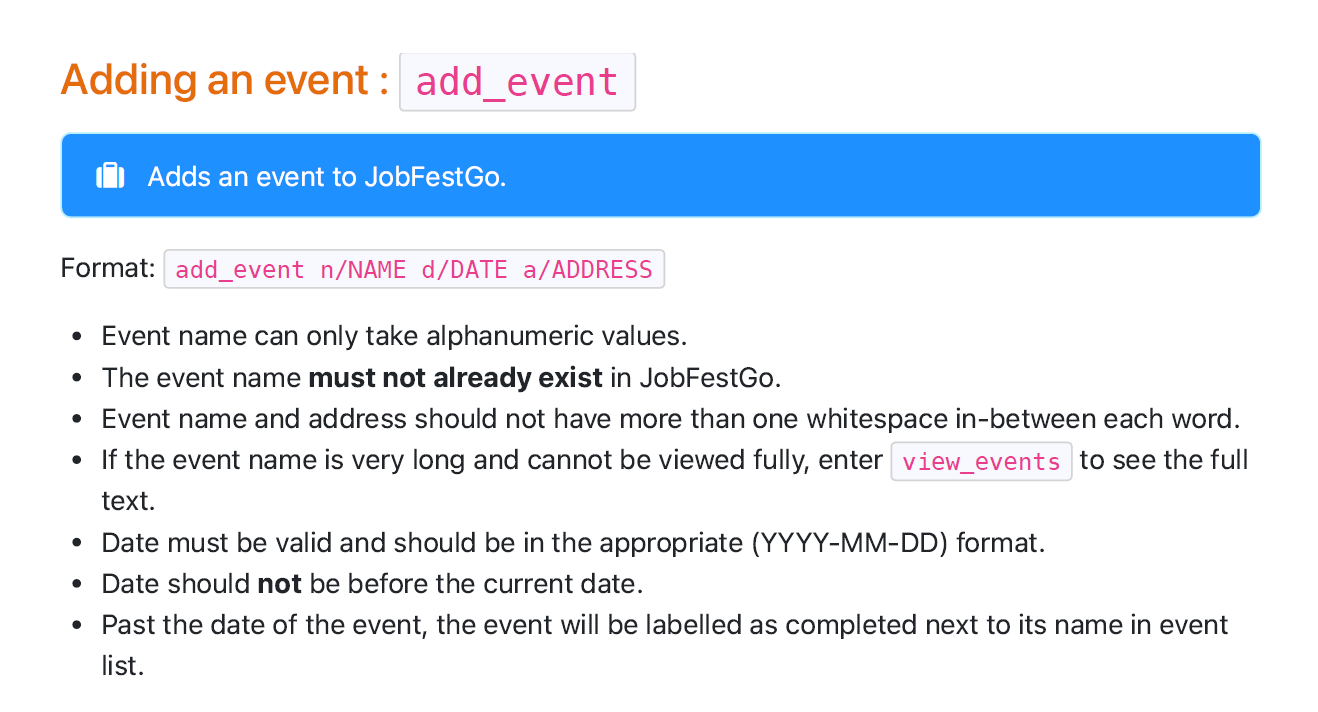 Adding an event : add_event
Adds an event to JobFestGo.
Format: add_event n/NAME d/DATE a/ADDRESS
• Event name can only take alphanumeric values.
• The event name must not already exist in JobFestGo.
• Event name and address should not have more than one whitespace in-between each word.
• If the event name is very long and cannot be viewed fully, enter view_events to see the full
text.
• Date must be valid and should be in the appropriate (YYYY-MM-DD) format.
• Date should not be before the current date.
• Past the date of the event, the event will be labelled as completed next to its name in event
list.